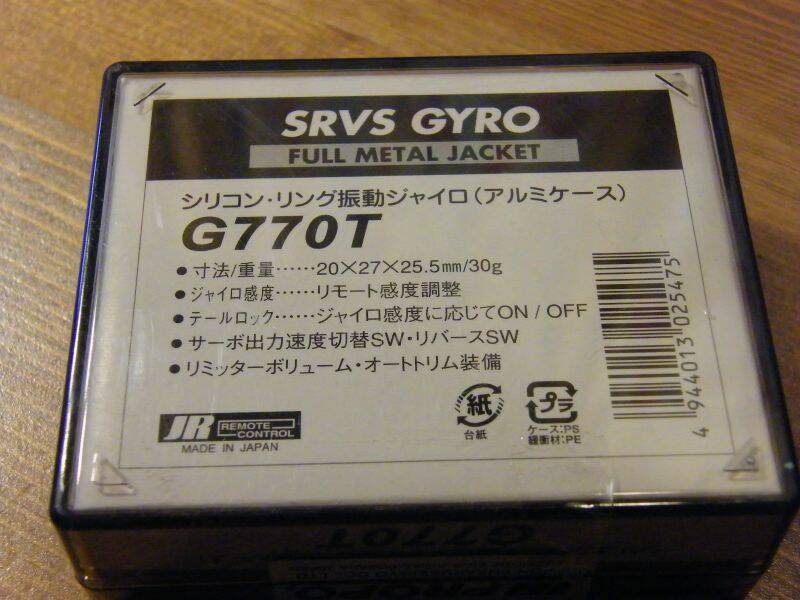 SRVS GYRO
FULL METAL JACKET
シリコン・リング振動ジャイロ(アルミケース)
G770T
●寸法/重量……20×27×25.5mm/30g
●ジャイロ感度……リモート感度調整
●テールロック……ジャイロ感度に応じてON / OFF
●サーボ出力速度切替SW・リバースSW
●リミッターボリューム・オートトリム装備
JR REMOTE CONTROL
MADE IN JAPAN
紙
台紙
プラ
ケース:PS
緩衝材:PE
4 944013 025475
G770T